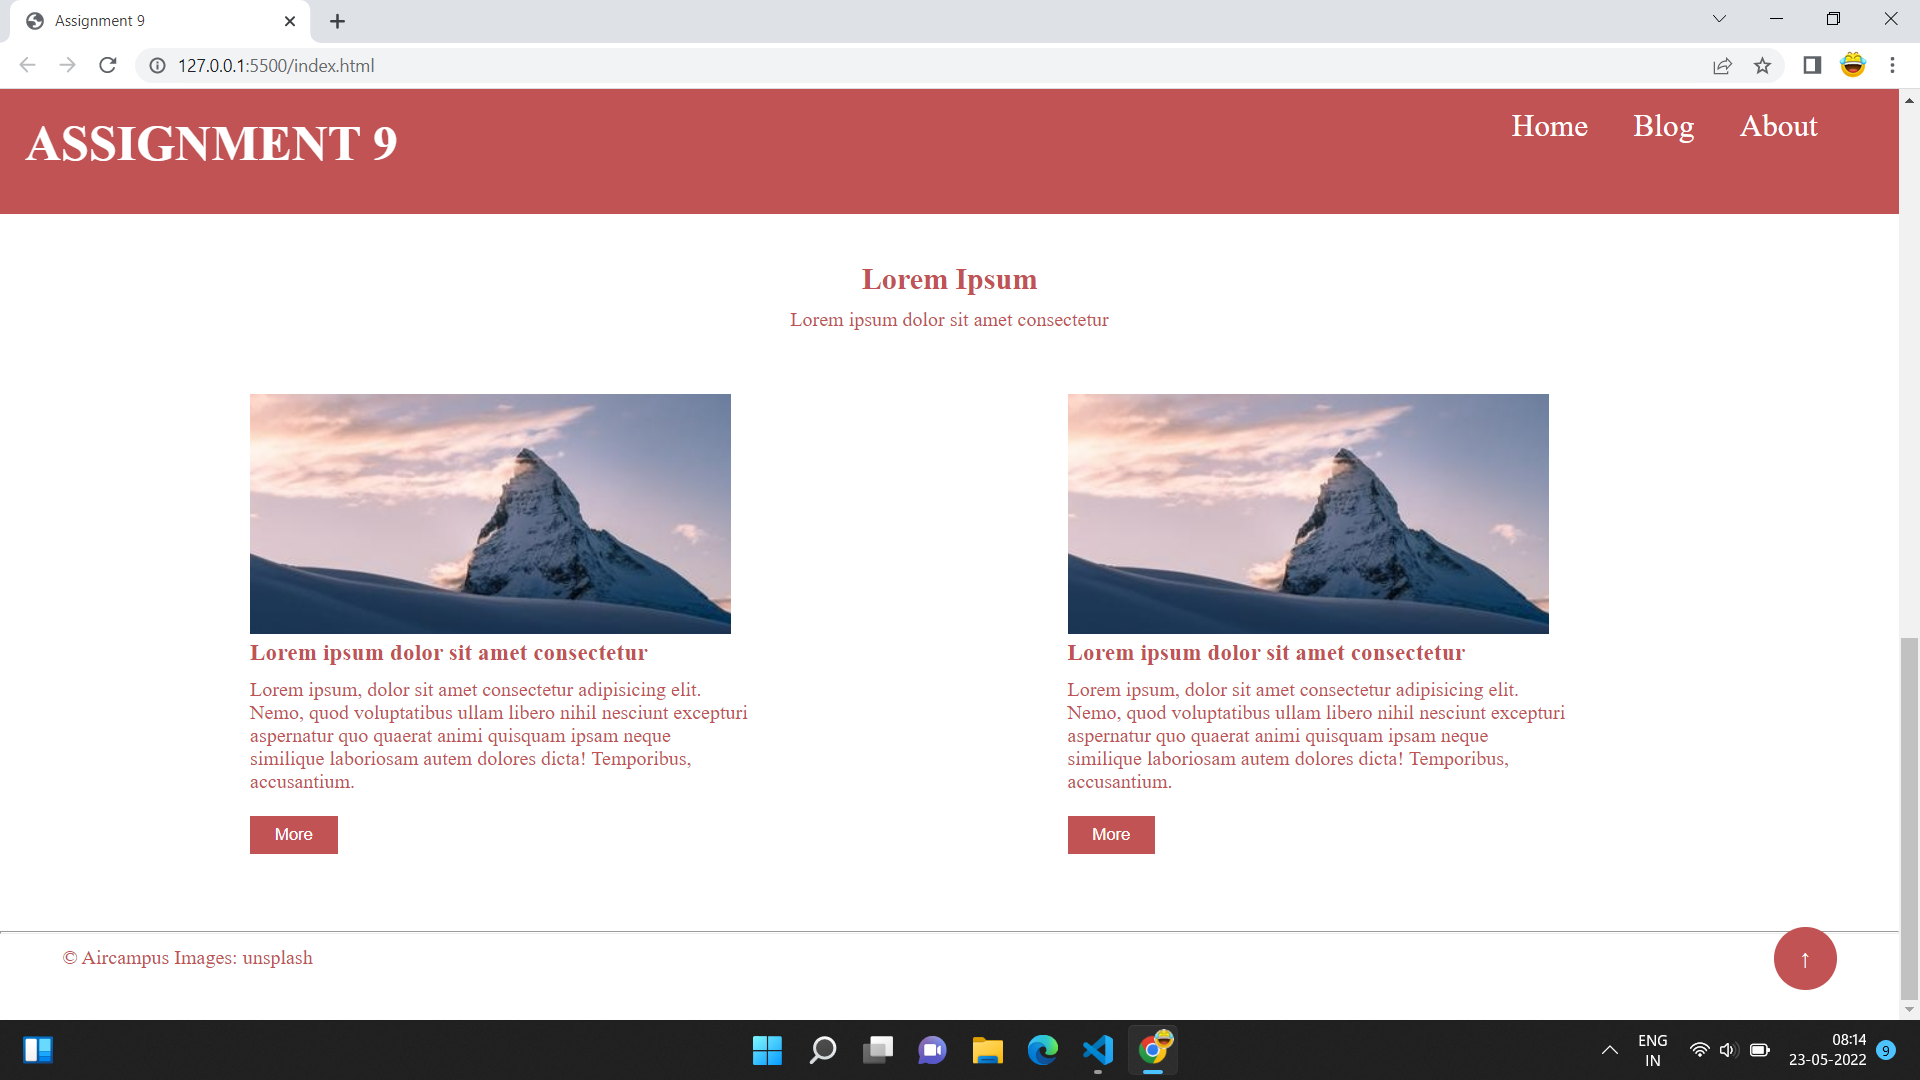 Assignment 9
127.0.0.1:5500/index.html
ASSIGNMENT 9
Home Blog About
Lorem Ipsum
Lorem ipsum dolor sit amet consectetur
Lorem ipsum dolor sit amet consectetur
Lorem ipsum, dolor sit amet consectetur adipisicing elit.
Nemo, quod voluptatibus ullam libero nihil nesciunt excepturi
aspernatur quo quaerat animi quisquam ipsam neque
similique laboriosam autem dolores dicta! Temporibus,
accusantium.
More
Lorem ipsum dolor sit amet consectetur
Lorem ipsum, dolor sit amet consectetur adipisicing elit.
Nemo, quod voluptatibus ullam libero nihil nesciunt excepturi
aspernatur quo quaerat animi quisquam ipsam neque
similique laboriosam autem dolores dicta! Temporibus,
accusantium.
More
© Aircampus Images: unsplash
↑
ENG
IN
08:14
23-05-2022
9